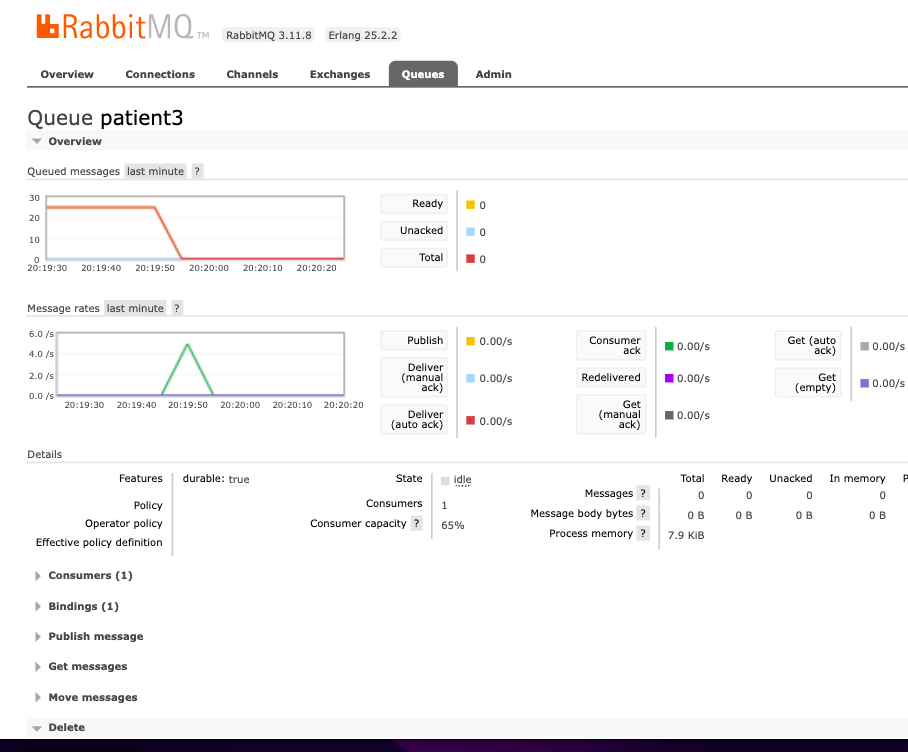 RabbitMQ TM RabbitMQ 3.11.8 Erlang 25.2.2
Overview Connections Channels Exchanges Queues Admin
Queue patient3
Overview
Queued messages last minute ?
30
20
10
0
20:19:30 20:19:40 20:19:50 20:20:00 20:20:10 20:20:20
Ready 0
Unacked 0
Total 0
Message rates last minute ?
6.0 /s
4.0 /s
2.0 /s
0.0 /s
20:19:30 20:19:40 20:19:50 20:20:00 20:20:10 20:20:20
Publish 0.00/s
Deliver
(manual
ack)
0.00/s
Deliver
(auto ack)
0.00/s
Consumer
ack
0.00/s
Redelivered 0.00/s
Get
(manual
ack)
0.00/s
Get (auto
ack)
0.00/s
Get
(empty)
0.00/s
Details
Features durable: true
Policy
Operator policy
Effective policy definition
State idle
Consumers 1
Consumer capacity ? 65%
Total Ready Unacked In memory P
Messages ? 0 0 0 0
Message body bytes ? 0 B 0 B 0 B 0 B
Process memory ? 7.9 KiB
Consumers (1)
Bindings (1)
Publish message
Get messages
Move messages
Delete